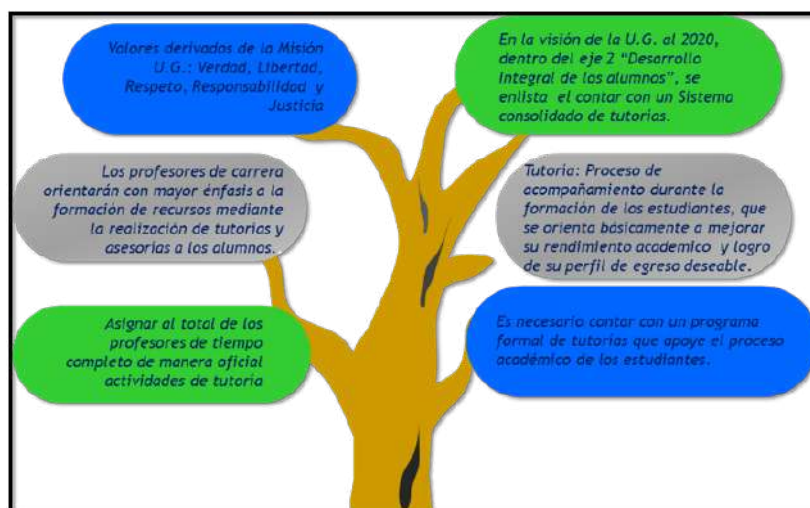 Valores derivados de la Misión
U.G.: Verdad, Libertad,
Respeto, Responsabilidad y
Justicia
En la visión de la U.G. al 2020,
dentro del eje 2 “Desarrollo
Integral de los alumnos”, se
enlista el contar con un Sistema
consolidado de tutorías.
Los profesores de carrera
orientarán con mayor énfasis a la
formación de recursos mediante
la realización de tutorías y
asesorías a los alumnos.
Tutoría: Proceso de
acompañamiento durante la
formación de los estudiantes, que
se orienta básicamente a mejorar
su rendimiento academico y logro
de su perfil de egreso deseable.
Asignar al total de los
profesores de tiempo
completo de manera oficial
actividades de tutoría
Es necesario contar con un programa
formal de tutorías que apoye el proceso
académico de los estudiantes.